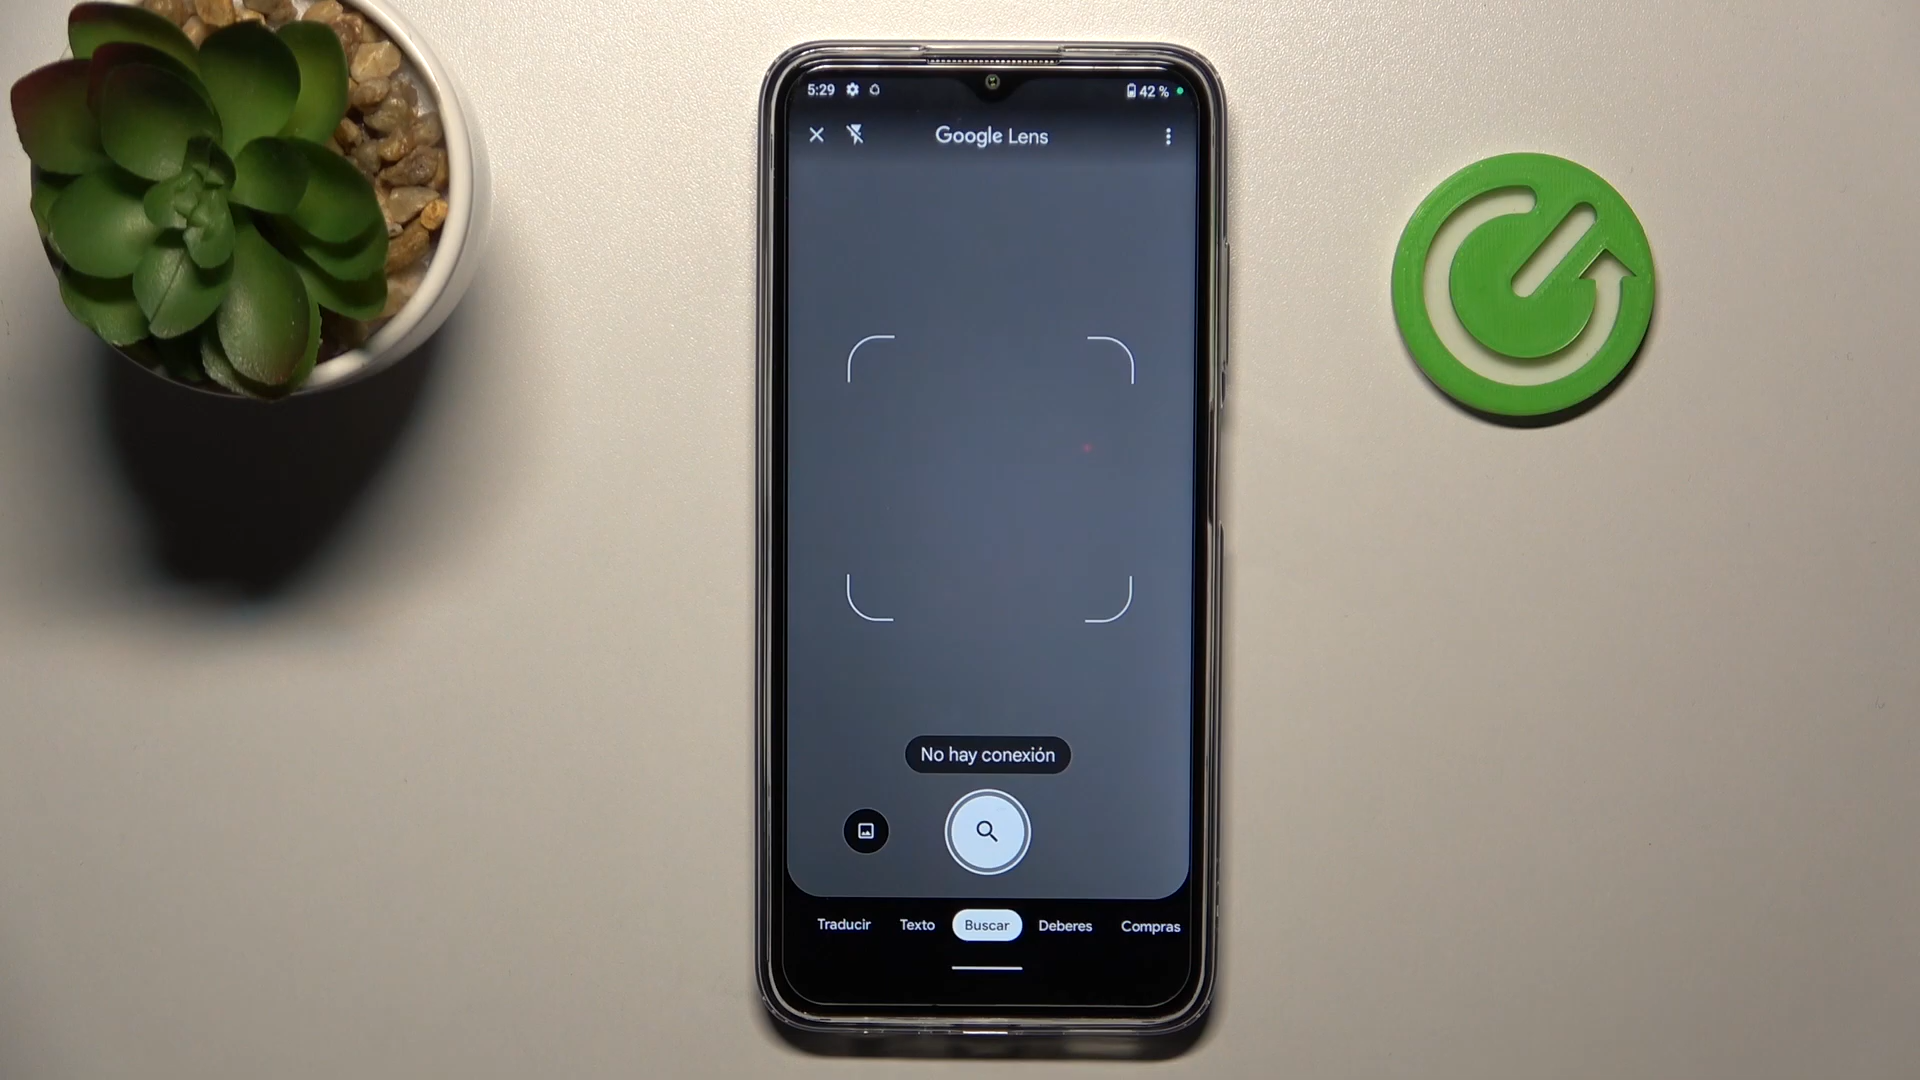 5:29 42 %
Google Lens
No hay conexión
Traducir Texto Buscar Deberes Compras